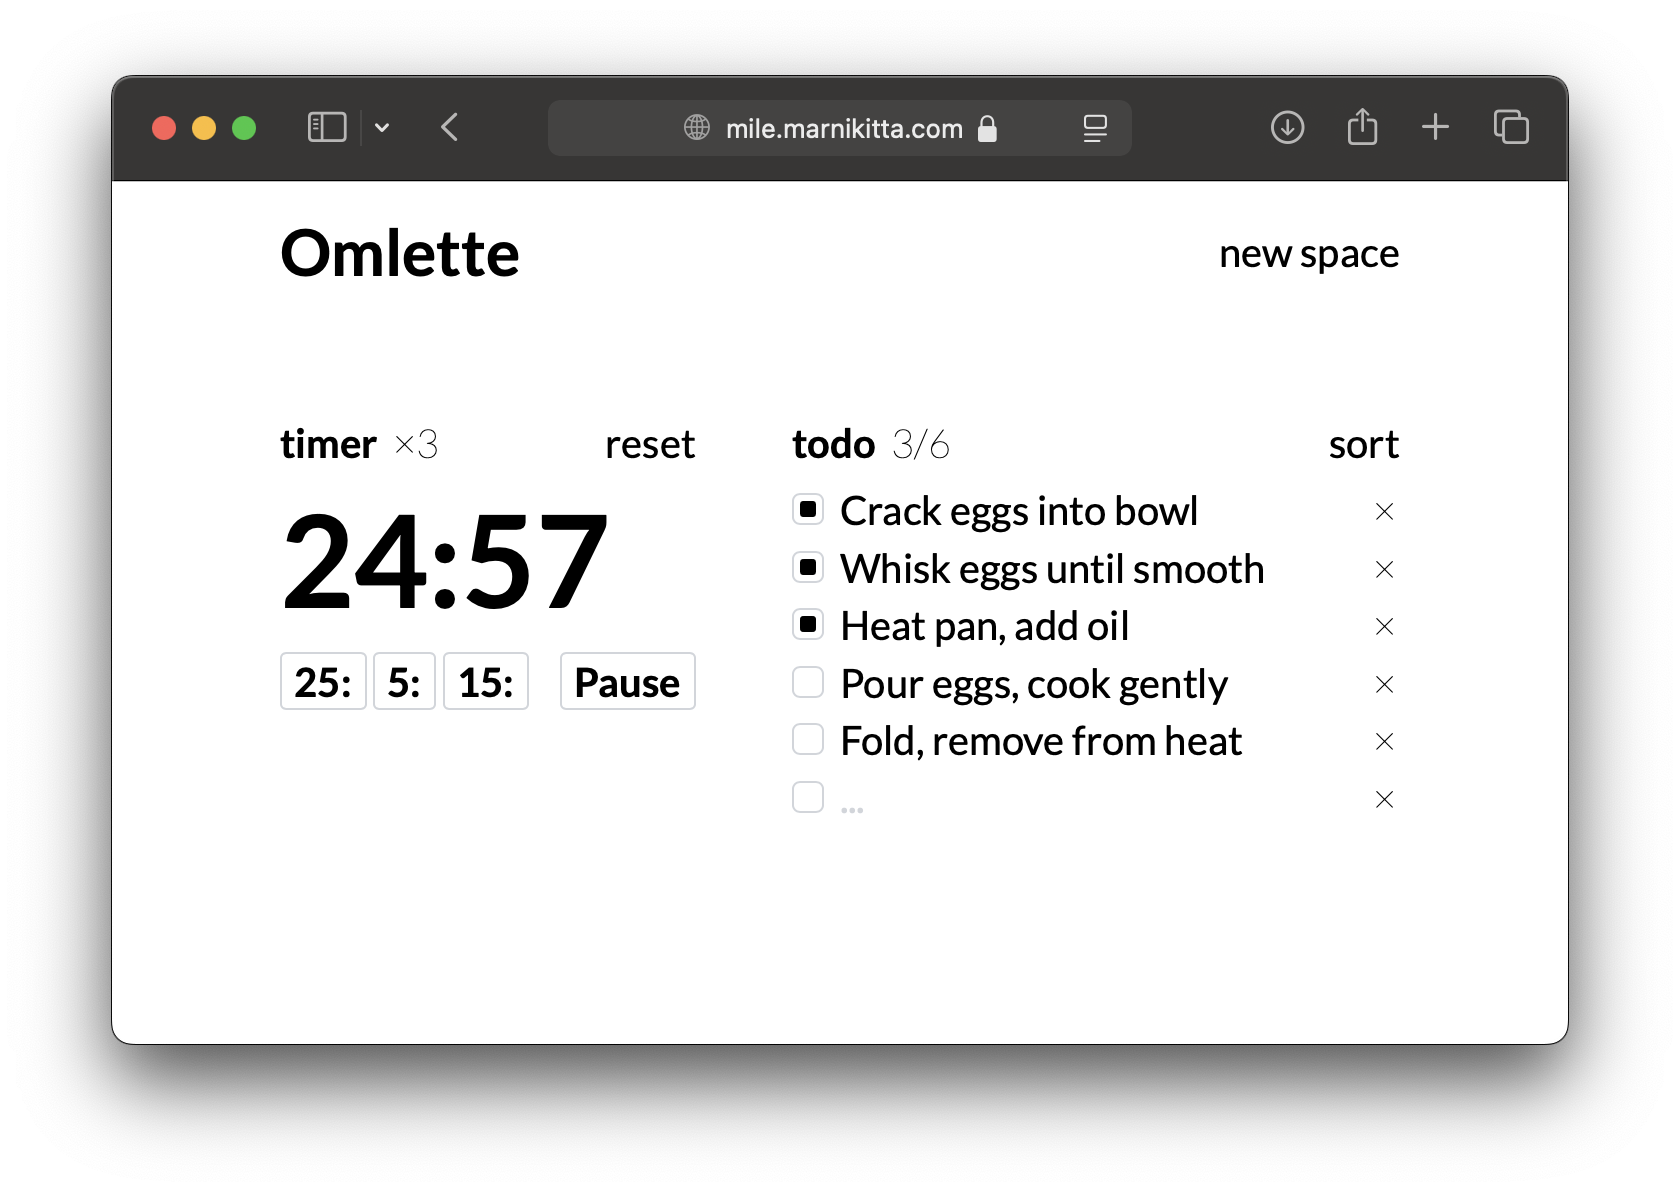 mile.marnikitta.com
Omlette
new space
timer ×3
reset
24:57
25: 5: 15: Pause
todo 3/6
sort
Crack eggs into bowl ×
Whisk eggs until smooth ×
Heat pan, add oil ×
Pour eggs, cook gently ×
Fold, remove from heat ×
... ×